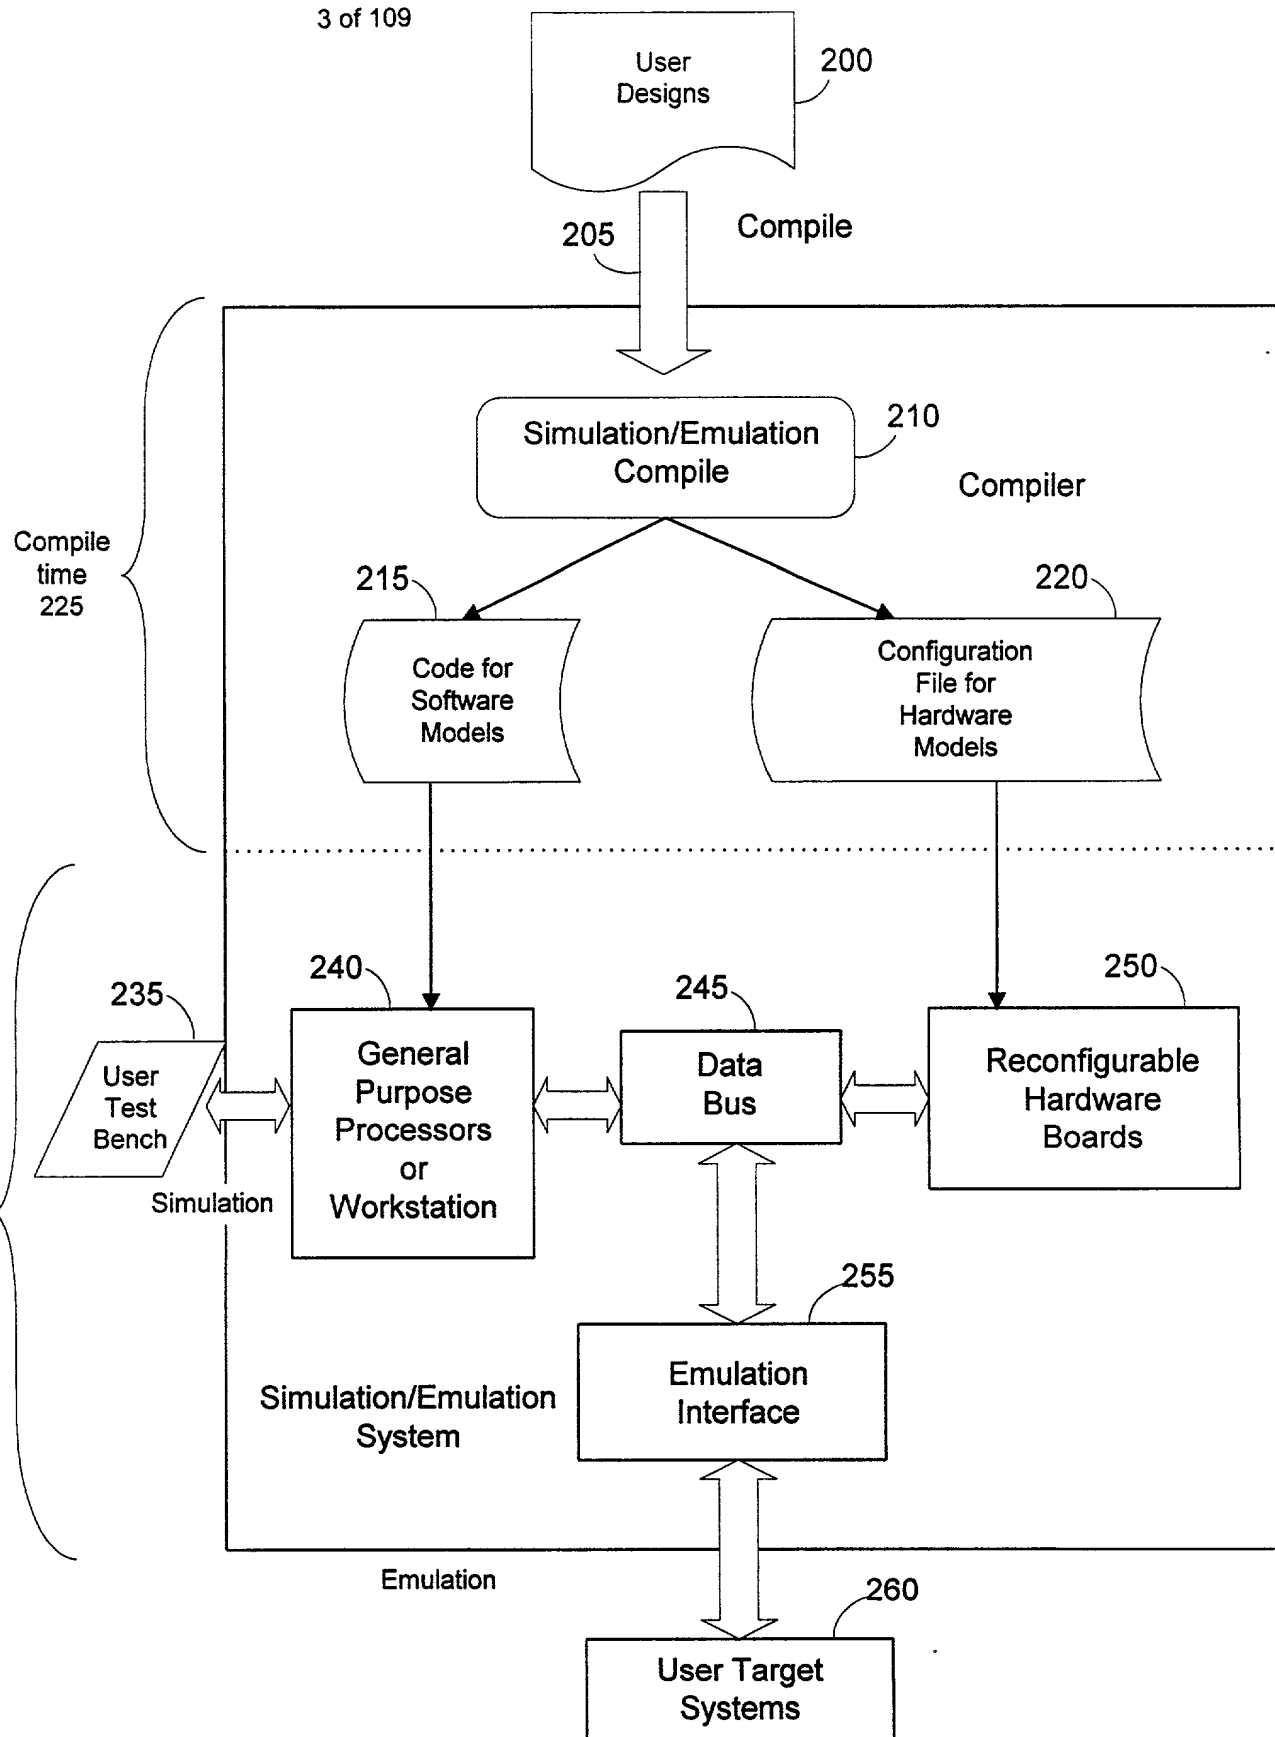 3 of 109
User
Designs
200
205
Compile
Simulation/Emulation
Compile
210
Compiler
Compile
time
225
215
220
Code for
Software
Models
Configuration
File for
Hardware
Models
235
240
245
250
User
Test
Bench
General
Purpose
Processors
or
Workstation
Data
Bus
Reconfigurable
Hardware
Boards
Simulation
255
Emulation
Interface
Simulation/Emulation
System
Emulation
260
User Target
Systems